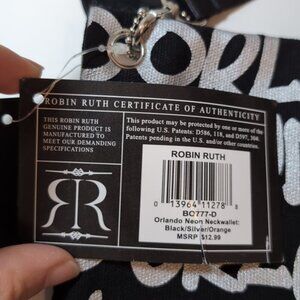 ORL
ROBIN RUTH CERTIFICATE OF AUTHENTICITY
THIS ROBIN RUTH
GENUINE PRODUCT IS
MANUFACTURED TO
MEET OUR DEMANDING
SPECIFICATIONS
This product may be protected by one or more of the
following U.S. Patents: D586, 118, and D597, 304.
Patents pending in the U.S. and/or other countries.
RR
ROBIN RUTH
0 13964 11278 8
BO777-D
Orlando Neon Neckwallet:
Black/Silver/Orange
MSRP $12.99